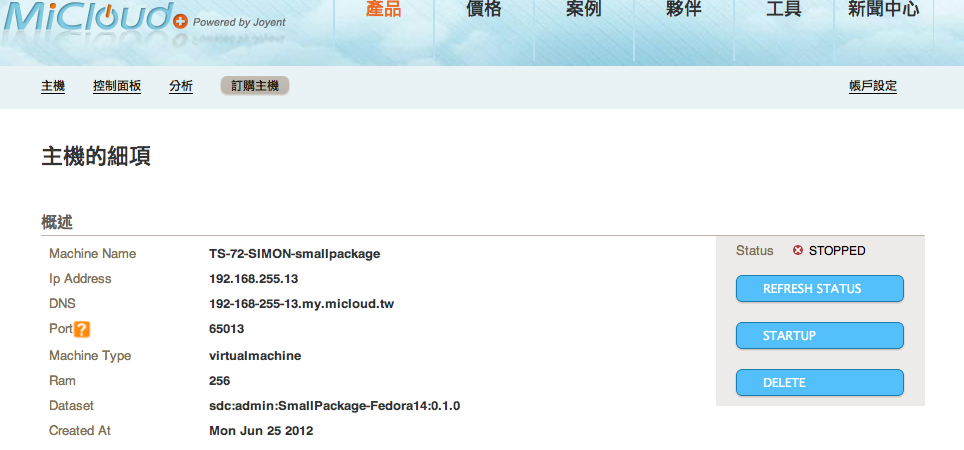 MiCloud Powered by Joyent
產品 價格 案例 夥伴 工具 新聞中心
主機 控制面板 分析 訂購主機 帳戶設定
主機的細項
概述
Machine Name TS-72-SIMON-smallpackage
Ip Address 192.168.255.13
DNS 192-168-255-13.my.micloud.tw
Port ? 65013
Machine Type virtualmachine
Ram 256
Dataset sdc:admin:SmallPackage-Fedora14:0.1.0
Created At Mon Jun 25 2012
Status STOPPED
REFRESH STATUS
STARTUP
DELETE